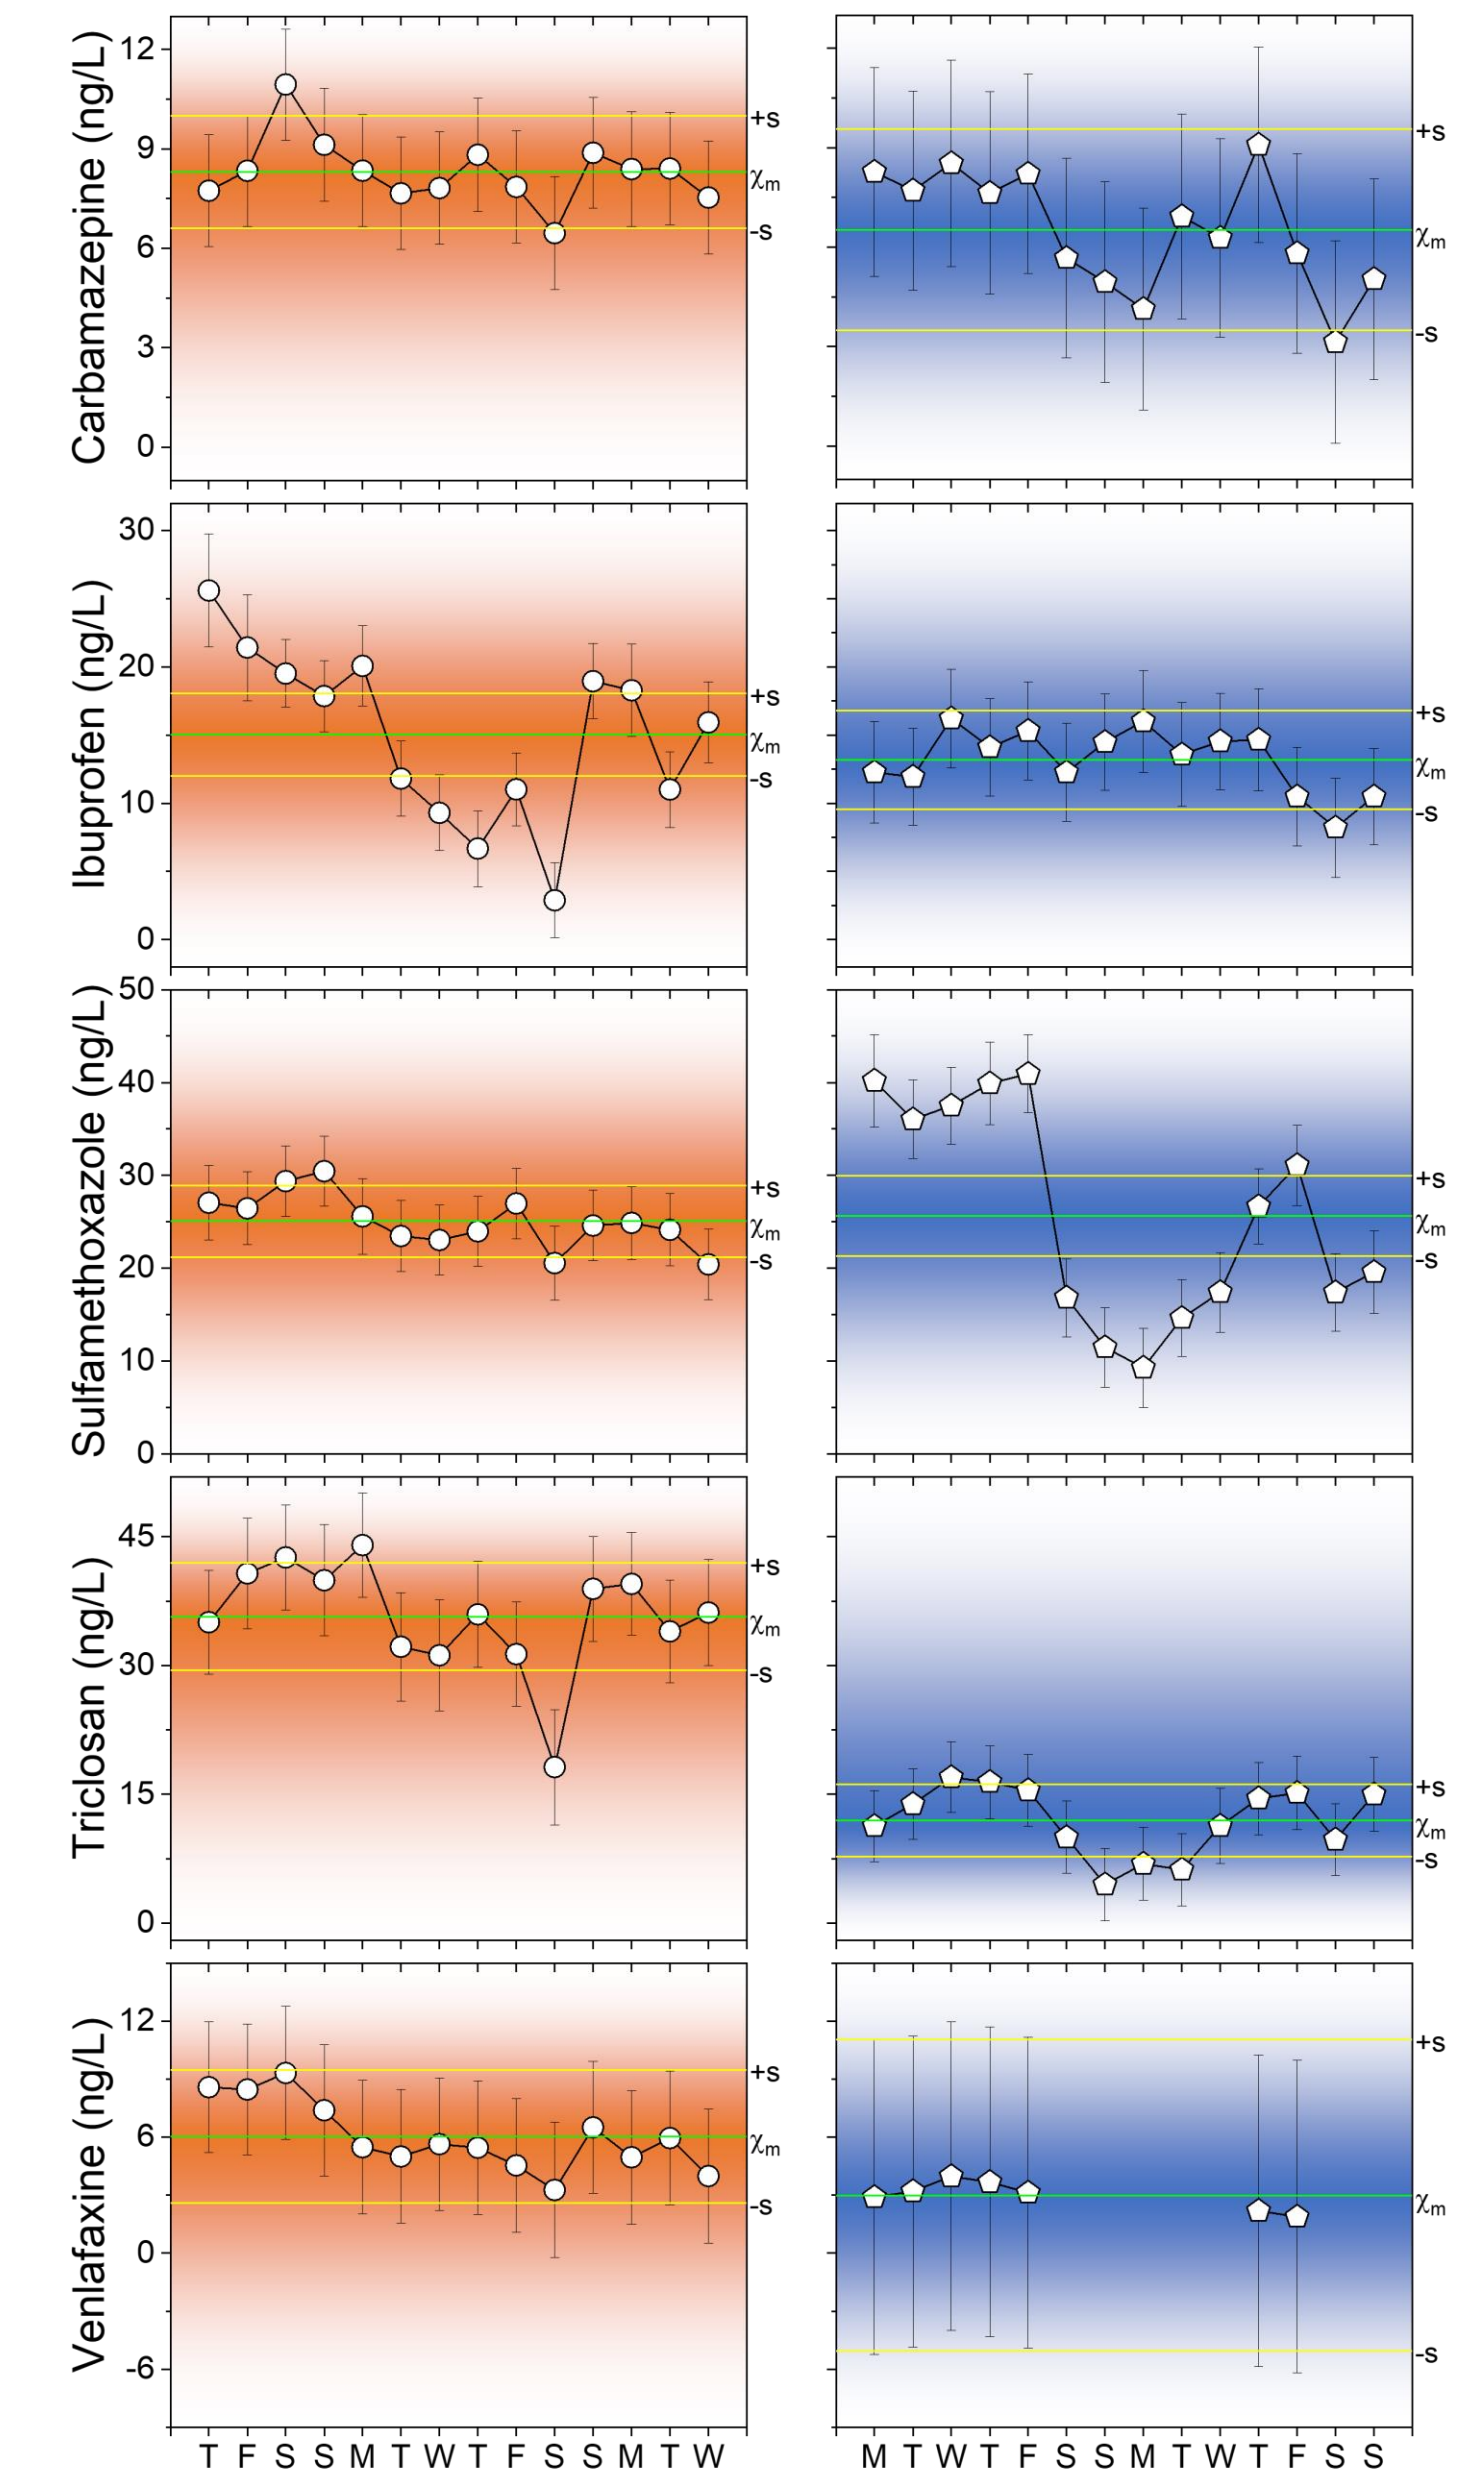 Carbamazepine (ng/L)
12
9
6
3
0
+s
χm
-s
+s
χm
-s
Ibuprofen (ng/L)
30
20
10
0
+s
χm
-s
+s
χm
-s
Sulfamethoxazole (ng/L)
50
40
30
20
10
0
+s
χm
-s
+s
χm
-s
Triclosan (ng/L)
45
30
15
0
+s
χm
-s
+s
χm
-s
Venlafaxine (ng/L)
12
6
0
-6
+s
χm
-s
+s
χm
-s
T F S S M T W T F S S M T W
M T W T F S S M T W T F S S